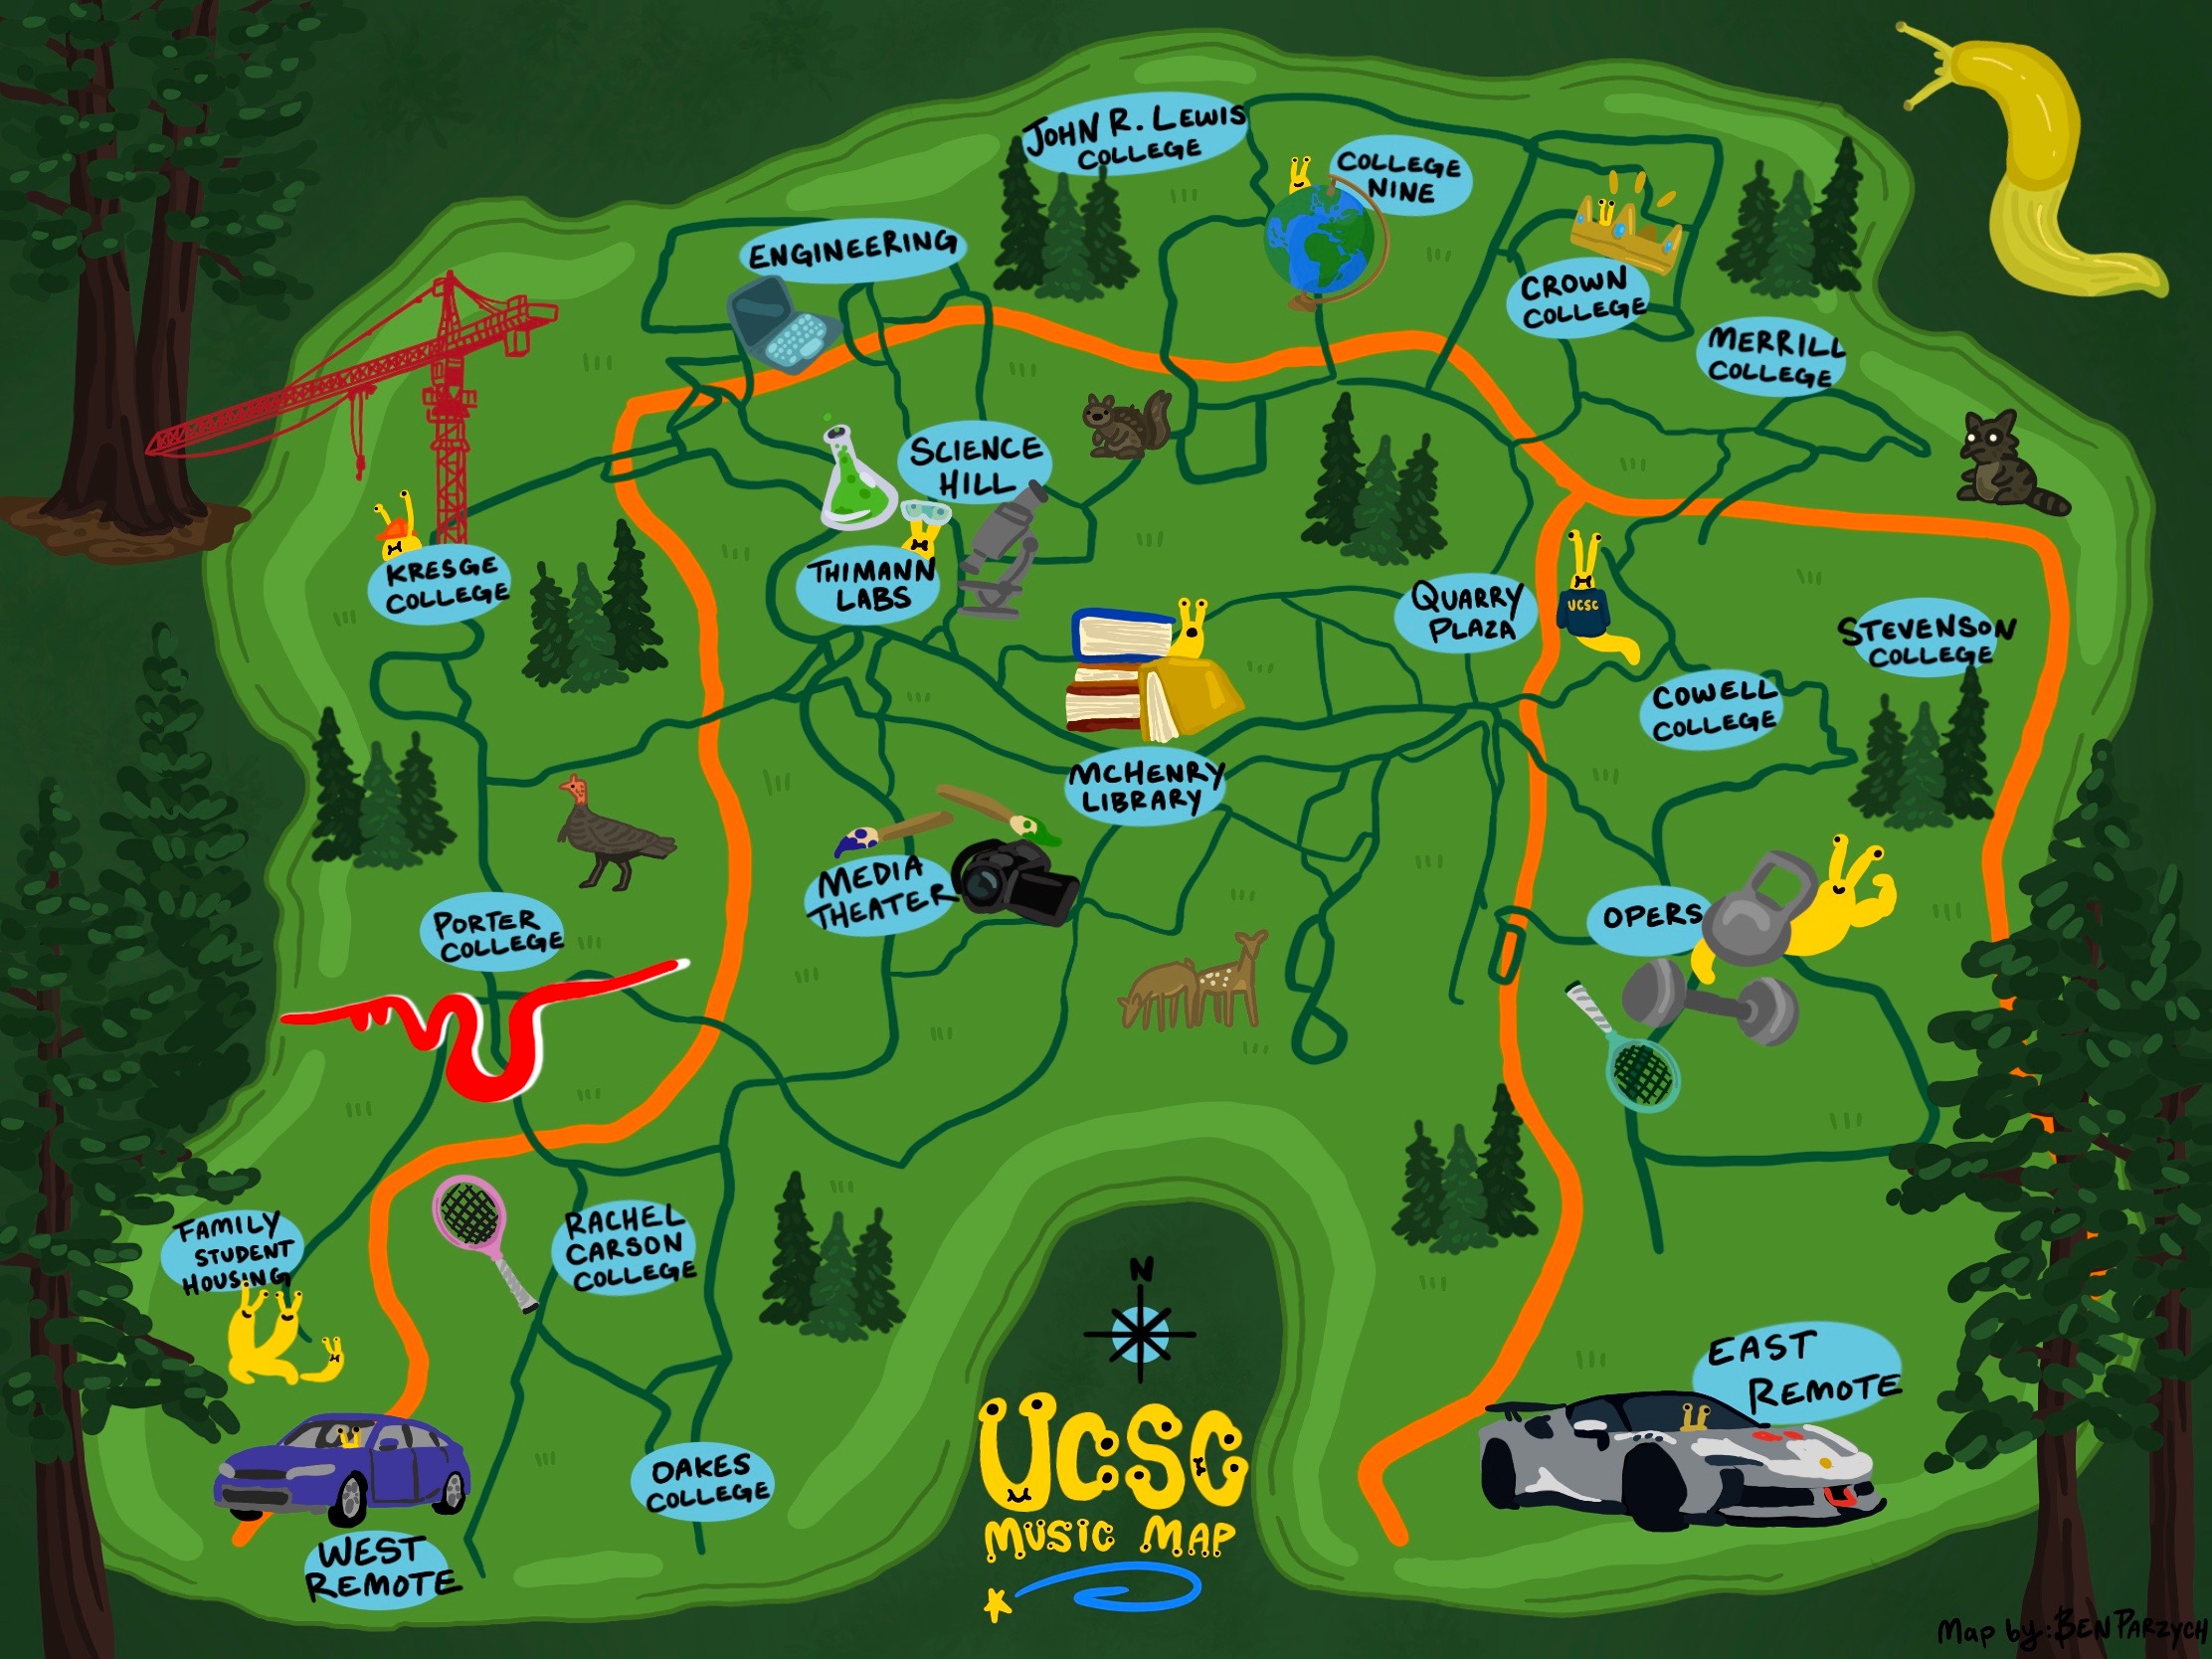 JOHN R. LEWIS
COLLEGE
COLLEGE
NINE
ENGINEERING
CROWN
COLLEGE
MERRILL
COLLEGE
SCIENCE
HILL
KRESGE
COLLEGE
THIMANN
LABS
QUARRY
PLAZA
UCSC
STEVENSON
COLLEGE
COWELL
COLLEGE
MCHENRY
LIBRARY
MEDIA
THEATER
PORTER
COLLEGE
OPERS
FAMILY
STUDENT
HOUSING
RACHEL
CARSON
COLLEGE
N
EAST
REMOTE
OAKES
COLLEGE
WEST
REMOTE
UCSC
MUSIC MAP
Map by: BEN PARZYCH